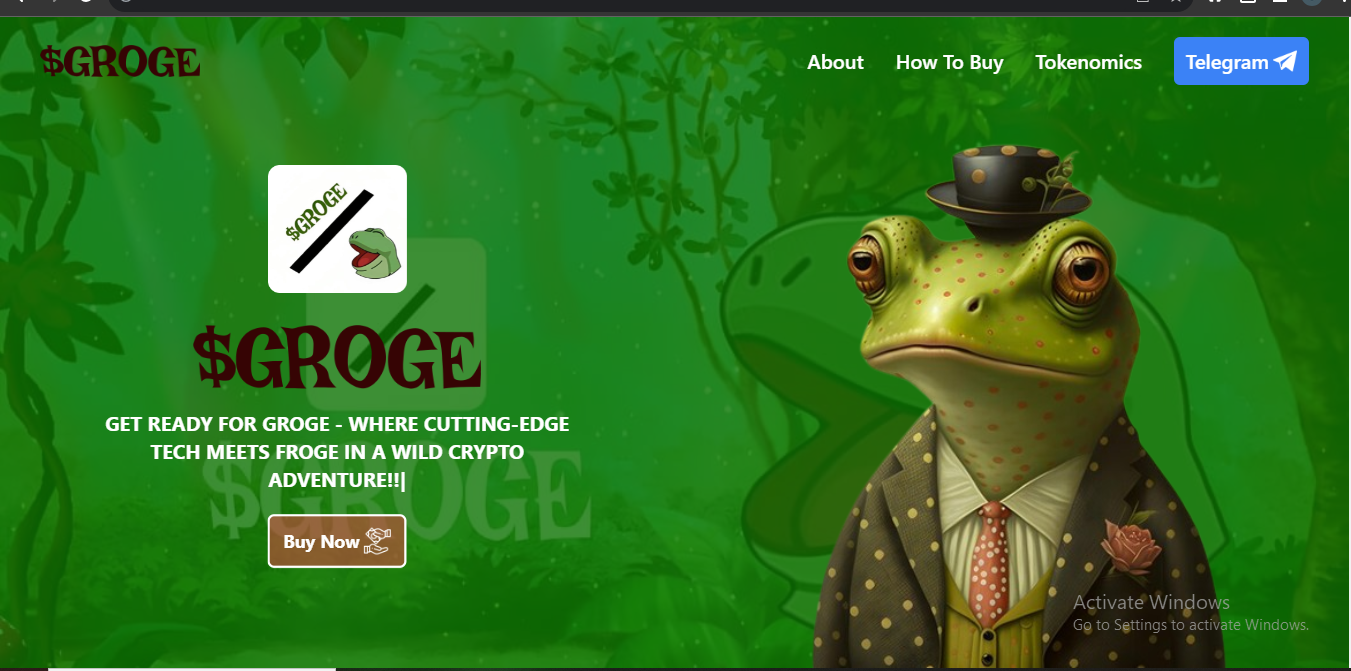 $GROGE
About
How To Buy
Tokenomics
Telegram
$GROGE
$GROGE
GET READY FOR GROGE - WHERE CUTTING-EDGE
TECH MEETS FROGE IN A WILD CRYPTO
ADVENTURE!!|
$GROGE
Buy Now
Activate Windows
Go to Settings to activate Windows.